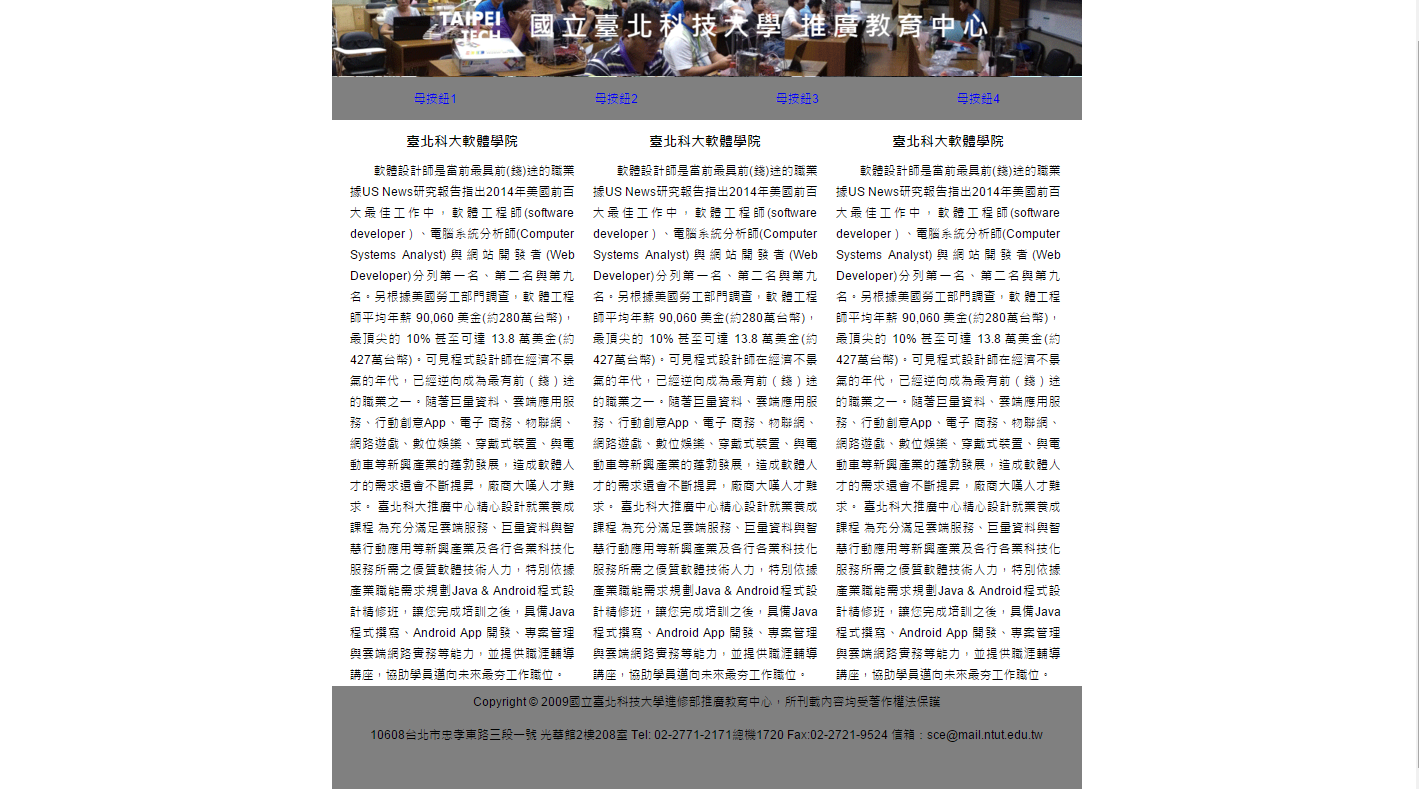 TAIPEI
TECH
國立臺北科技大學 推廣教育中心
母按鈕1 母按鈕2 母按鈕3 母按鈕4
臺北科大軟體學院
軟體設計師是當前最具前(錢)途的職業
據US News研究報告指出2014年美國前百
大最佳工作中，軟體工程師(software
developer）、電腦系統分析師(Computer
Systems Analyst)與網站開發者(Web
Developer)分列第一名、第二名與第九
名。另根據美國勞工部門調查，軟 體工程
師平均年薪 90,060 美金(約280萬台幣)，
最頂尖的 10% 甚至可達 13.8 萬美金(約
427萬台幣)。可見程式設計師在經濟不景
氣的年代，已經逆向成為最有前（錢）途
的職業之一。隨著巨量資料、雲端應用服
務、行動創意App、電子 商務、物聯網、
網路遊戲、數位娛樂、穿戴式裝置、與電
動車等新興產業的蓬勃發展，造成軟體人
才的需求還會不斷提昇，廠商大嘆人才難
求。 臺北科大推廣中心精心設計就業養成
課程 為充分滿足雲端服務、巨量資料與智
慧行動應用等新興產業及各行各業科技化
服務所需之優質軟體技術人力，特別依據
產業職能需求規劃Java & Android程式設
計精修班，讓您完成培訓之後，具備Java
程式撰寫、Android App 開發、專案管理
與雲端網路實務等能力，並提供職涯輔導
講座，協助學員邁向未來最夯工作職位。
臺北科大軟體學院
軟體設計師是當前最具前(錢)途的職業
據US News研究報告指出2014年美國前百
大最佳工作中，軟體工程師(software
developer）、電腦系統分析師(Computer
Systems Analyst)與網站開發者(Web
Developer)分列第一名、第二名與第九
名。另根據美國勞工部門調查，軟 體工程
師平均年薪 90,060 美金(約280萬台幣)，
最頂尖的 10% 甚至可達 13.8 萬美金(約
427萬台幣)。可見程式設計師在經濟不景
氣的年代，已經逆向成為最有前（錢）途
的職業之一。隨著巨量資料、雲端應用服
務、行動創意App、電子 商務、物聯網、
網路遊戲、數位娛樂、穿戴式裝置、與電
動車等新興產業的蓬勃發展，造成軟體人
才的需求還會不斷提昇，廠商大嘆人才難
求。 臺北科大推廣中心精心設計就業養成
課程 為充分滿足雲端服務、巨量資料與智
慧行動應用等新興產業及各行各業科技化
服務所需之優質軟體技術人力，特別依據
產業職能需求規劃Java & Android程式設
計精修班，讓您完成培訓之後，具備Java
程式撰寫、Android App 開發、專案管理
與雲端網路實務等能力，並提供職涯輔導
講座，協助學員邁向未來最夯工作職位。
臺北科大軟體學院
軟體設計師是當前最具前(錢)途的職業
據US News研究報告指出2014年美國前百
大最佳工作中，軟體工程師(software
developer）、電腦系統分析師(Computer
Systems Analyst)與網站開發者(Web
Developer)分列第一名、第二名與第九
名。另根據美國勞工部門調查，軟 體工程
師平均年薪 90,060 美金(約280萬台幣)，
最頂尖的 10% 甚至可達 13.8 萬美金(約
427萬台幣)。可見程式設計師在經濟不景
氣的年代，已經逆向成為最有前（錢）途
的職業之一。隨著巨量資料、雲端應用服
務、行動創意App、電子 商務、物聯網、
網路遊戲、數位娛樂、穿戴式裝置、與電
動車等新興產業的蓬勃發展，造成軟體人
才的需求還會不斷提昇，廠商大嘆人才難
求。 臺北科大推廣中心精心設計就業養成
課程 為充分滿足雲端服務、巨量資料與智
慧行動應用等新興產業及各行各業科技化
服務所需之優質軟體技術人力，特別依據
產業職能需求規劃Java & Android程式設
計精修班，讓您完成培訓之後，具備Java
程式撰寫、Android App 開發、專案管理
與雲端網路實務等能力，並提供職涯輔導
講座，協助學員邁向未來最夯工作職位。
Copyright © 2009國立臺北科技大學進修部推廣教育中心，所刊載內容均受著作權法保護
10608台北市忠孝東路三段一號 光華館2樓208室 Tel: 02-2771-2171總機1720 Fax:02-2721-9524 信箱：sce@mail.ntut.edu.tw